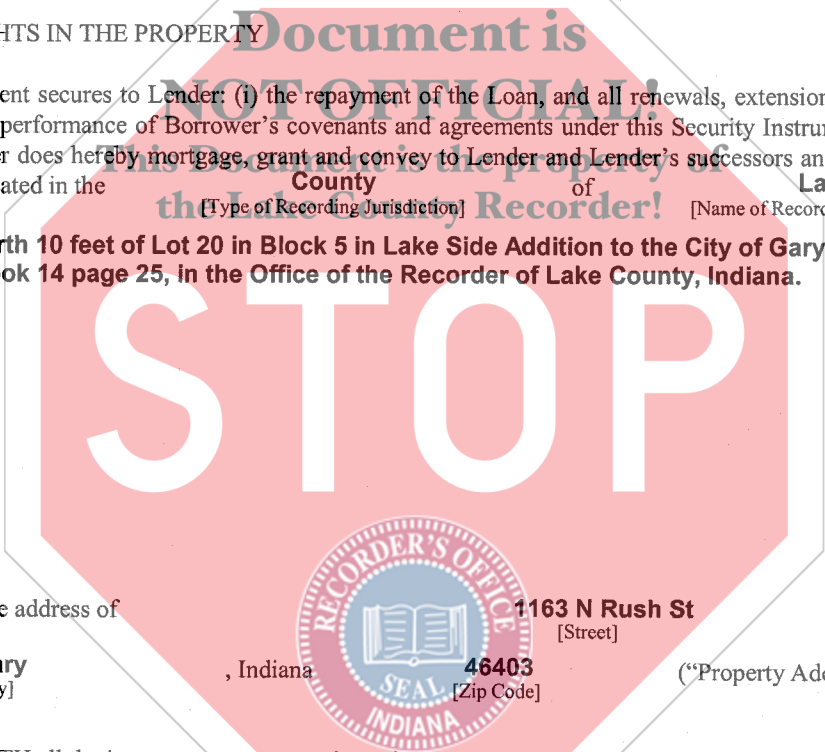 HTS IN THE PROPERTY
Document is
NOT OFFICIAL!
ent secures to Lender: (i) the repayment of the Loan, and all renewals, extension
performance of Borrower's covenants and agreements under this Security Instru
r does hereby mortgage, grant and convey to Lender and Lender's successors an
This Document is the property of
ated in the County of La
the Lake County Recorder!
[Type of Recording Jurisdiction] [Name of Record
rth 10 feet of Lot 20 in Block 5 in Lake Side Addition to the City of Gary
ok 14 page 25, in the Office of the Recorder of Lake County, Indiana.
STOP
RECORDER'S OFFICE
e address of 1163 N Rush St
[Street]
ry , Indiana 46403 ("Property Add
y] [Zip Code]
SEAL
INDIANA